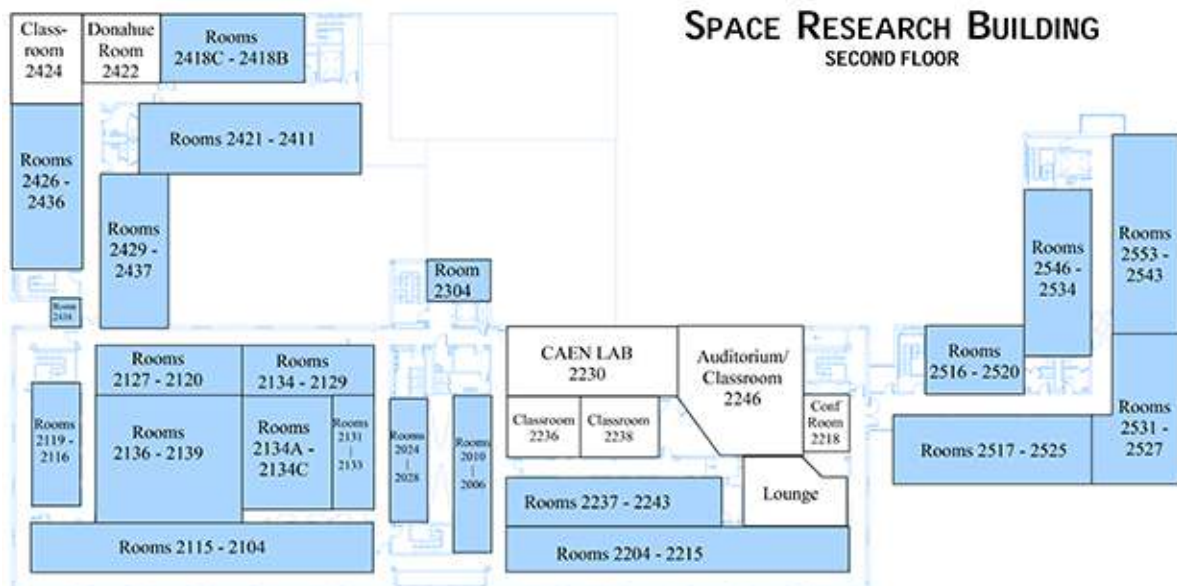 SPACE RESEARCH BUILDING
SECOND FLOOR
Class-
room
2424
Donahue
Room
2422
Rooms
2418C - 2418B
Rooms 2421 - 2411
Rooms
2426 -
2436
Rooms
2429 -
2437
Room
2304
Room
Rooms
2127 - 2120
Rooms
2134 - 2129
Rooms
2119 -
2116
Rooms
2136 - 2139
Rooms
2134A -
2134C
Rooms
2131
|
2133
Rooms
2024
|
2028
Rooms
2010
|
2006
Rooms 2115 - 2104
CAEN LAB
2230
Auditorium/
Classroom
2246
Classroom
2236
Classroom
2238
Conf
Room
2218
Lounge
Rooms 2237 - 2243
Rooms 2204 - 2215
Rooms
2516 - 2520
Rooms
2546 -
2534
Rooms
2553 -
2543
Rooms
2531 -
2527
Rooms 2517 - 2525